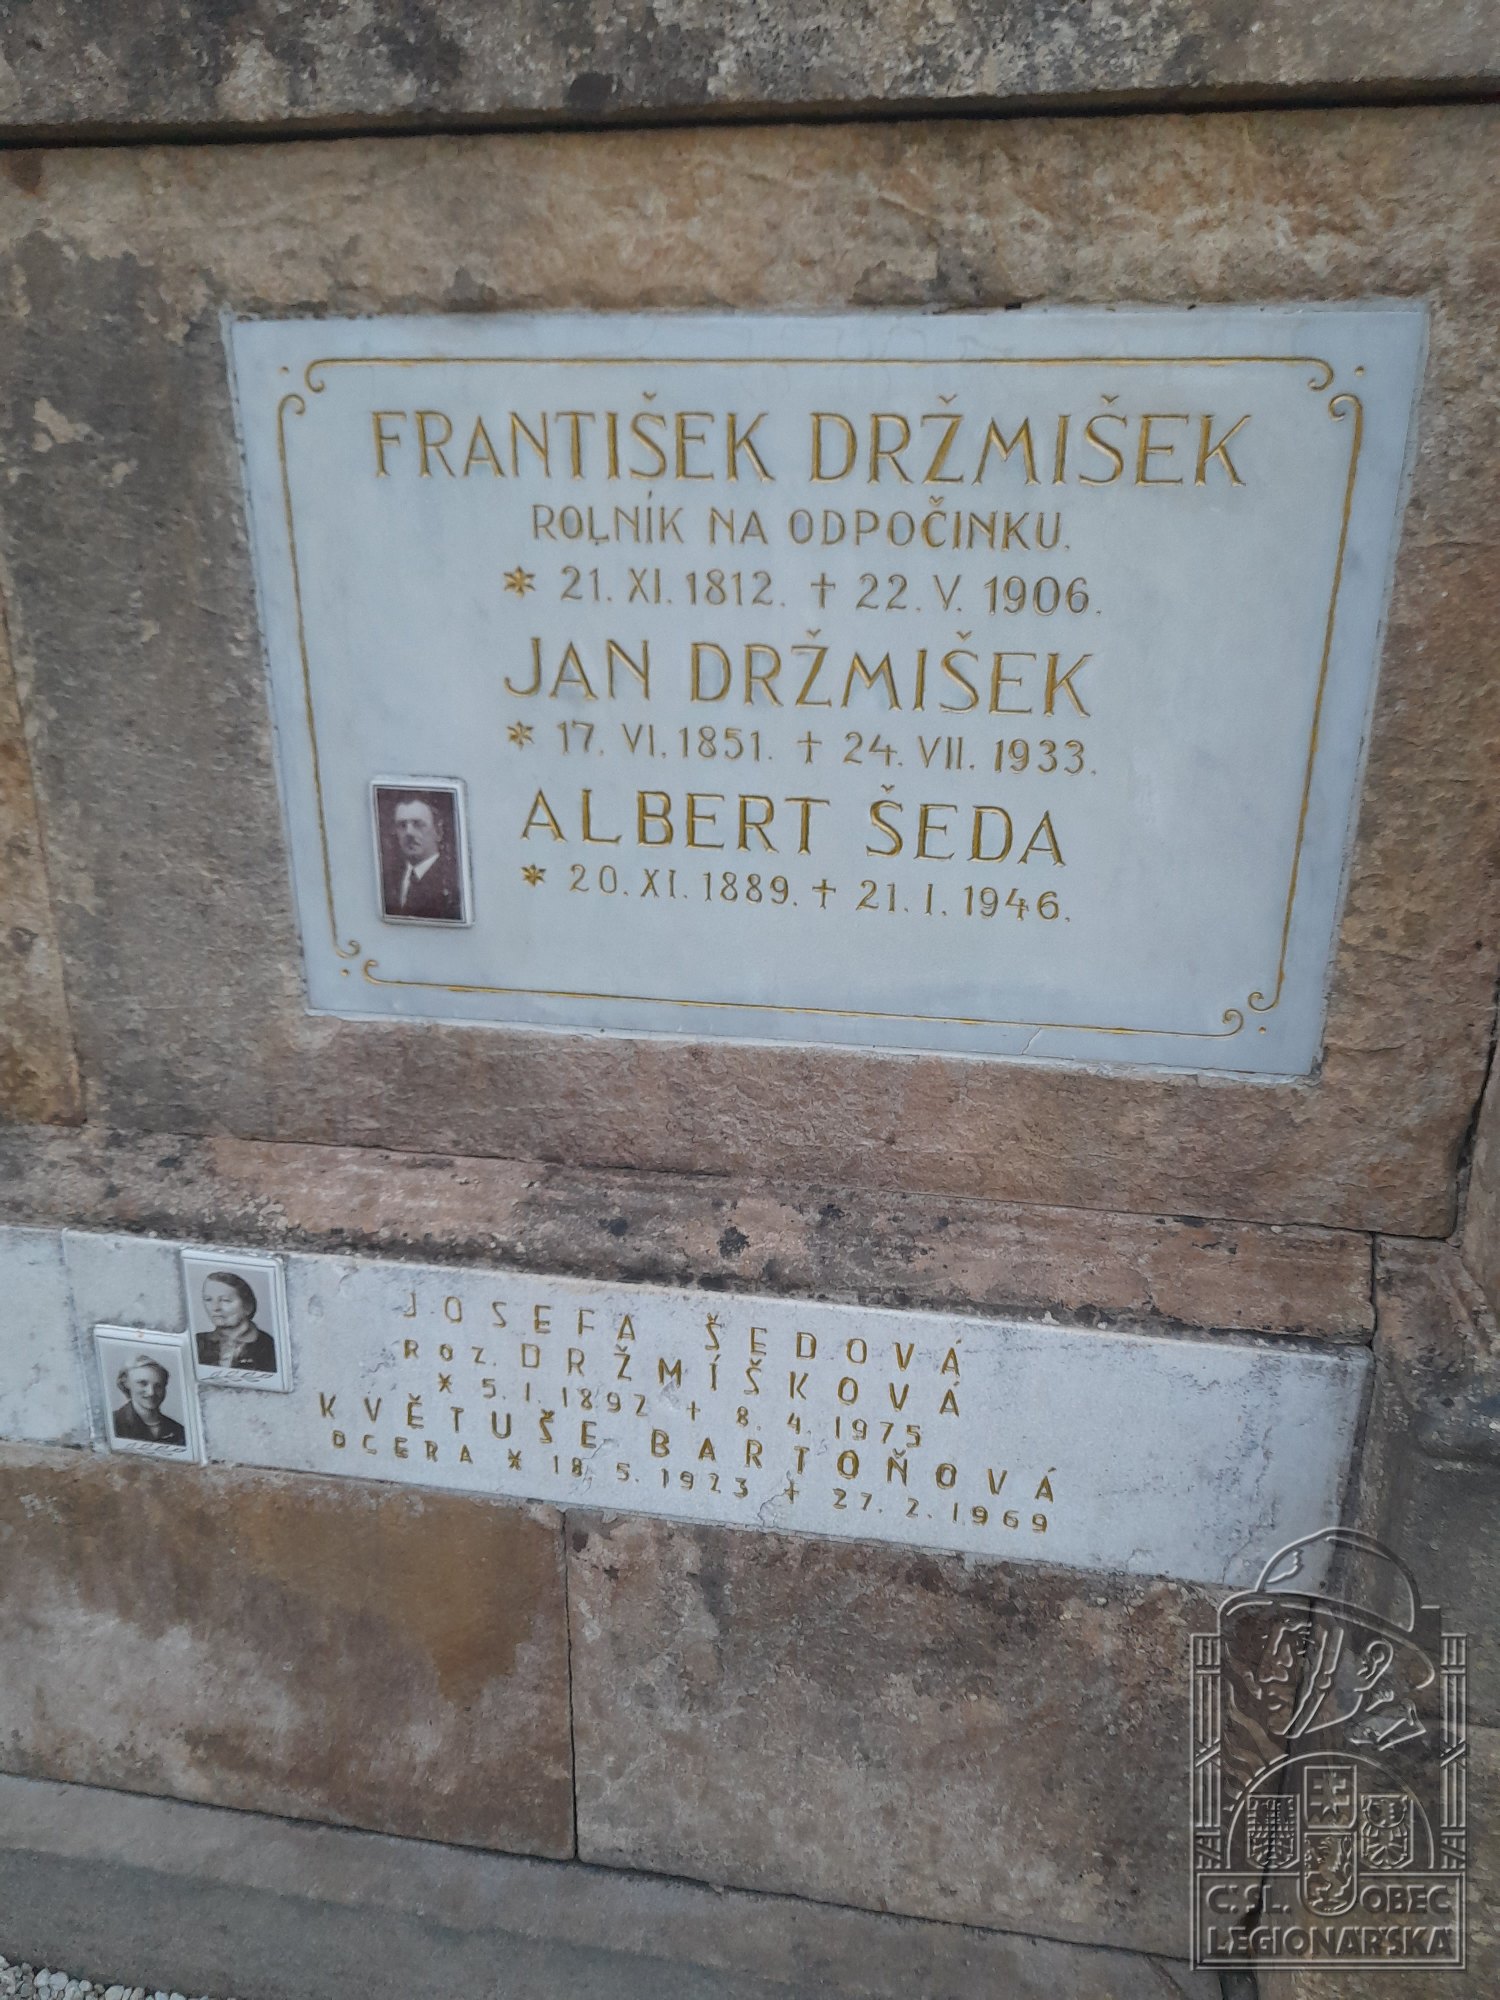 FRANTIŠEK DRŽMIŠEK
ROLNÍK NA ODPOČINKU.
* 21. XI. 1812. † 22. V. 1906.
JAN DRŽMIŠEK
* 17. VI. 1851. † 24. VII. 1933.
ALBERT ŠEDA
* 20. XI. 1889. † 21. I. 1946.
JOSEFA ŠEDOVÁ
ROZ. DRŽMÍŠKOVÁ
* 5. 1. 1892 † 8. 4. 1975
KVĚTUŠE BARTOŇOVÁ
DCERA * 18. 5. 1923 † 27. 2. 1969
Č.SL. OBEC
LEGIONÁŘSKÁ